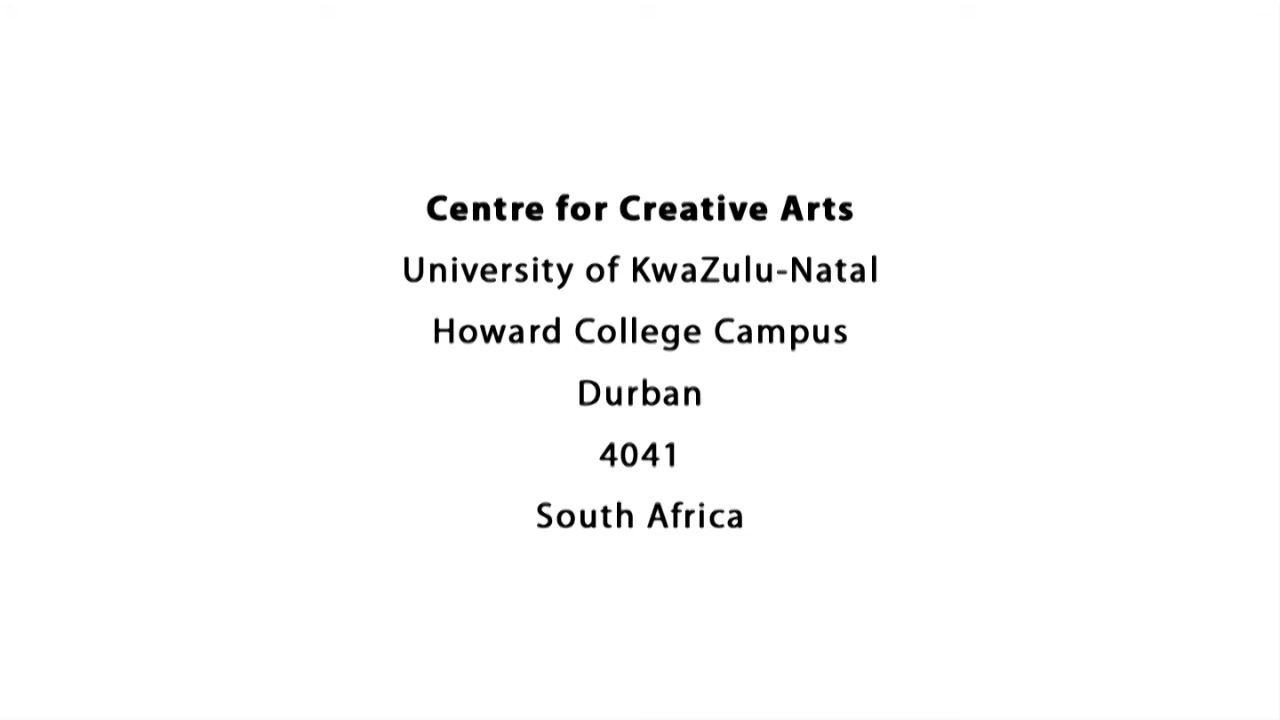 Centre for Creative Arts
University of KwaZulu-Natal
Howard College Campus
Durban
4041
South Africa